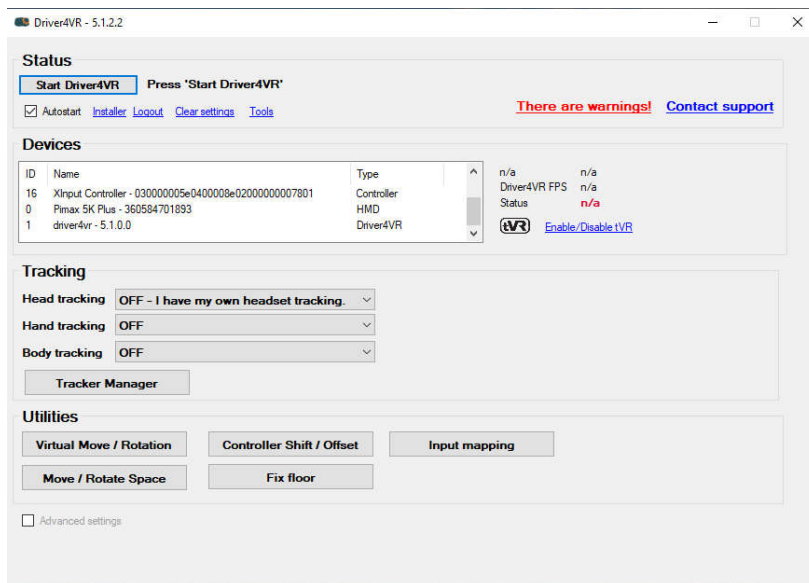 Driver4VR - 5.1.2.2
Status
Start Driver4VR Press 'Start Driver4VR'
Autostart Installer Logout Clear settings Tools There are warnings! Contact support
Devices
ID Name Type
16 XInput Controller - 030000005e0400008e02000000007801 Controller
0 Pimax 5K Plus - 360584701893 HMD
1 driver4vr - 5.1.0.0 Driver4VR
n/a n/a
Driver4VR FPS n/a
Status n/a
tVR Enable/Disable tVR
Tracking
Head tracking OFF - I have my own headset tracking.
Hand tracking OFF
Body tracking OFF
Tracker Manager
Utilities
Virtual Move / Rotation Controller Shift / Offset Input mapping
Move / Rotate Space Fix floor
Advanced settings